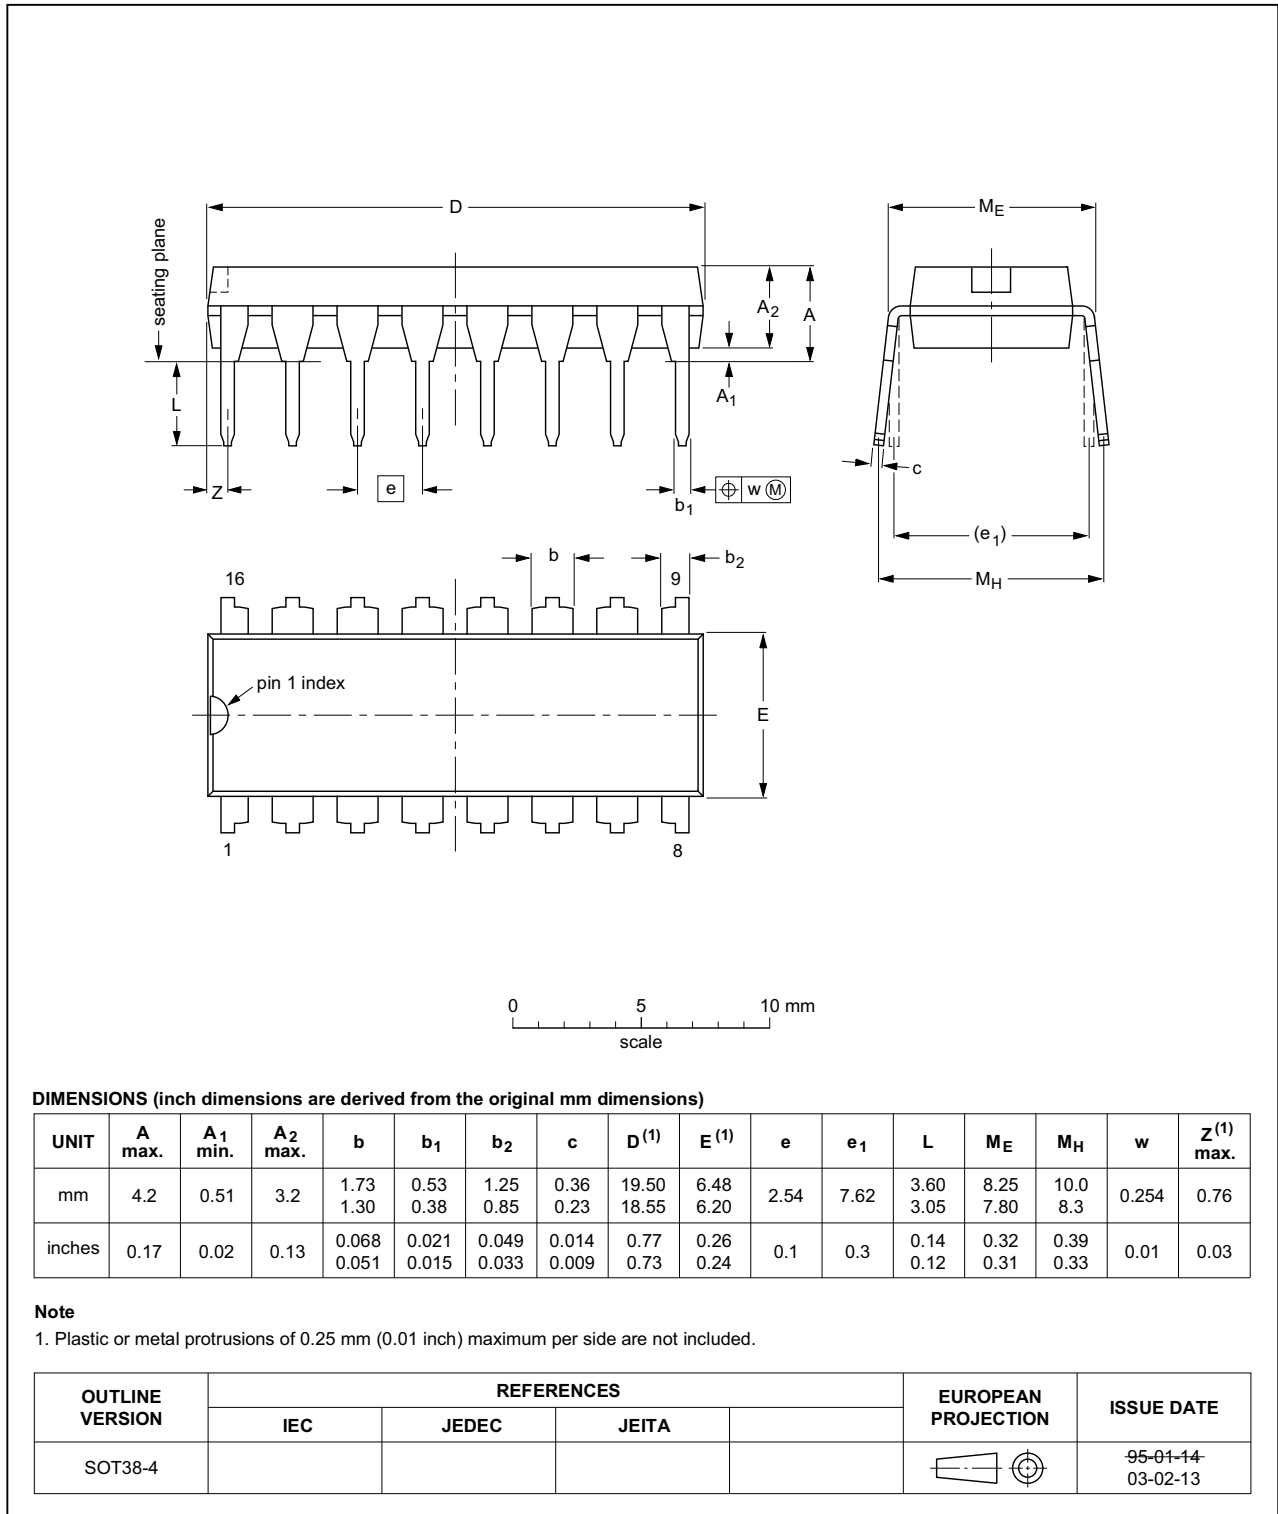 D
M_E
seating plane
A_2
A
A_1
L
Z
e
b_1
w Ⓜ
c
(e_1)
M_H
b
b_2
16
9
pin 1 index
E
1
8
0 5 10 mm
scale
DIMENSIONS (inch dimensions are derived from the original mm dimensions)
UNIT A max. A1 min. A2 max. b b1 b2 c D(1) E(1) e e1 L ME MH w Z(1) max.
mm 4.2 0.51 3.2 1.73 1.30 0.53 0.38 1.25 0.85 0.36 0.23 19.50 18.55 6.48 6.20 2.54 7.62 3.60 3.05 8.25 7.80 10.0 8.3 0.254 0.76
inches 0.17 0.02 0.13 0.068 0.051 0.021 0.015 0.049 0.033 0.014 0.009 0.77 0.73 0.26 0.24 0.1 0.3 0.14 0.12 0.32 0.31 0.39 0.33 0.01 0.03
Note
1. Plastic or metal protrusions of 0.25 mm (0.01 inch) maximum per side are not included.
OUTLINE VERSION REFERENCES EUROPEAN PROJECTION ISSUE DATE
IEC JEDEC JEITA
SOT38-4 95-01-14
03-02-13